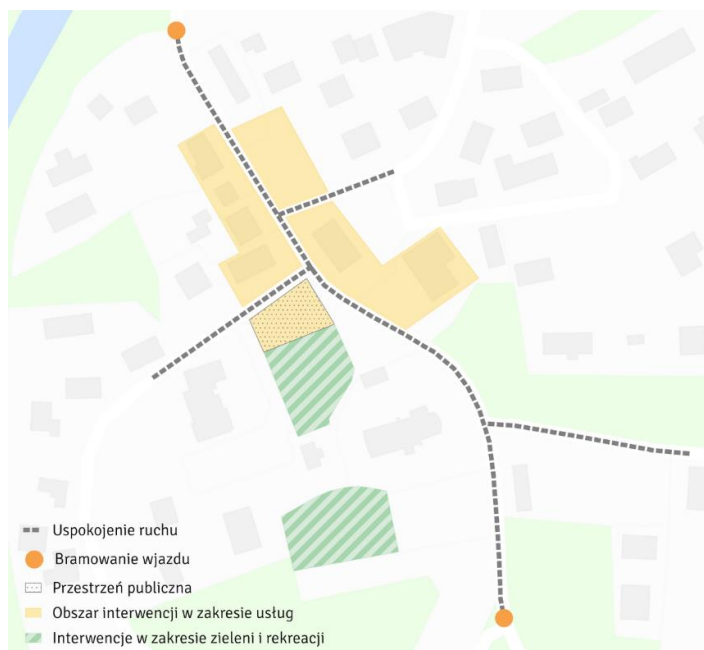 Uspokojenie ruchu
Bramowanie wjazdu
Przestrzeń publiczna
Obszar interwencji w zakresie usług
Interwencje w zakresie zieleni i rekreacji